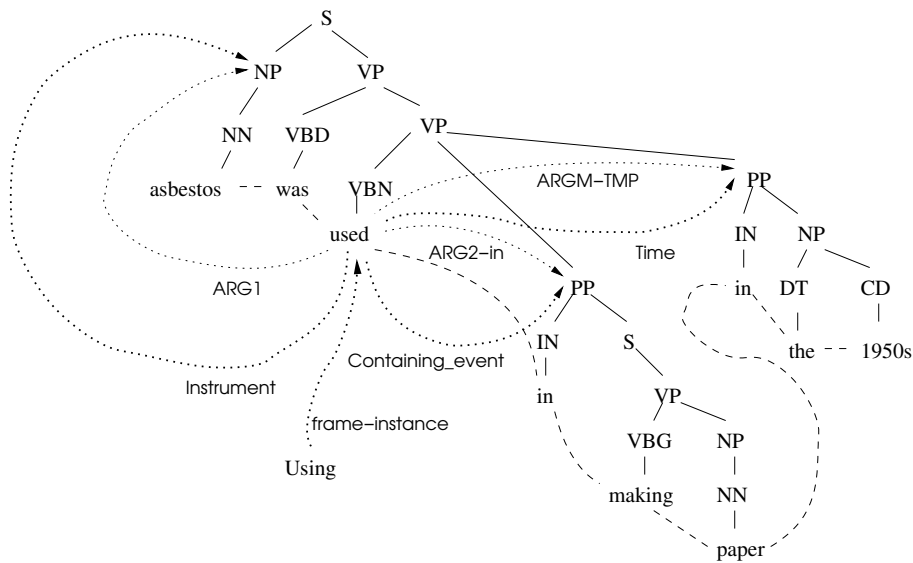 S
NP VP
NN VBD VP
asbestos was VBN ARGM-TMP PP
used ARG2-in Time IN NP
ARG1 PP in DT CD
Containing_event IN S the 1950s
Instrument in VP
frame-instance VBG NP
Using making NN
paper